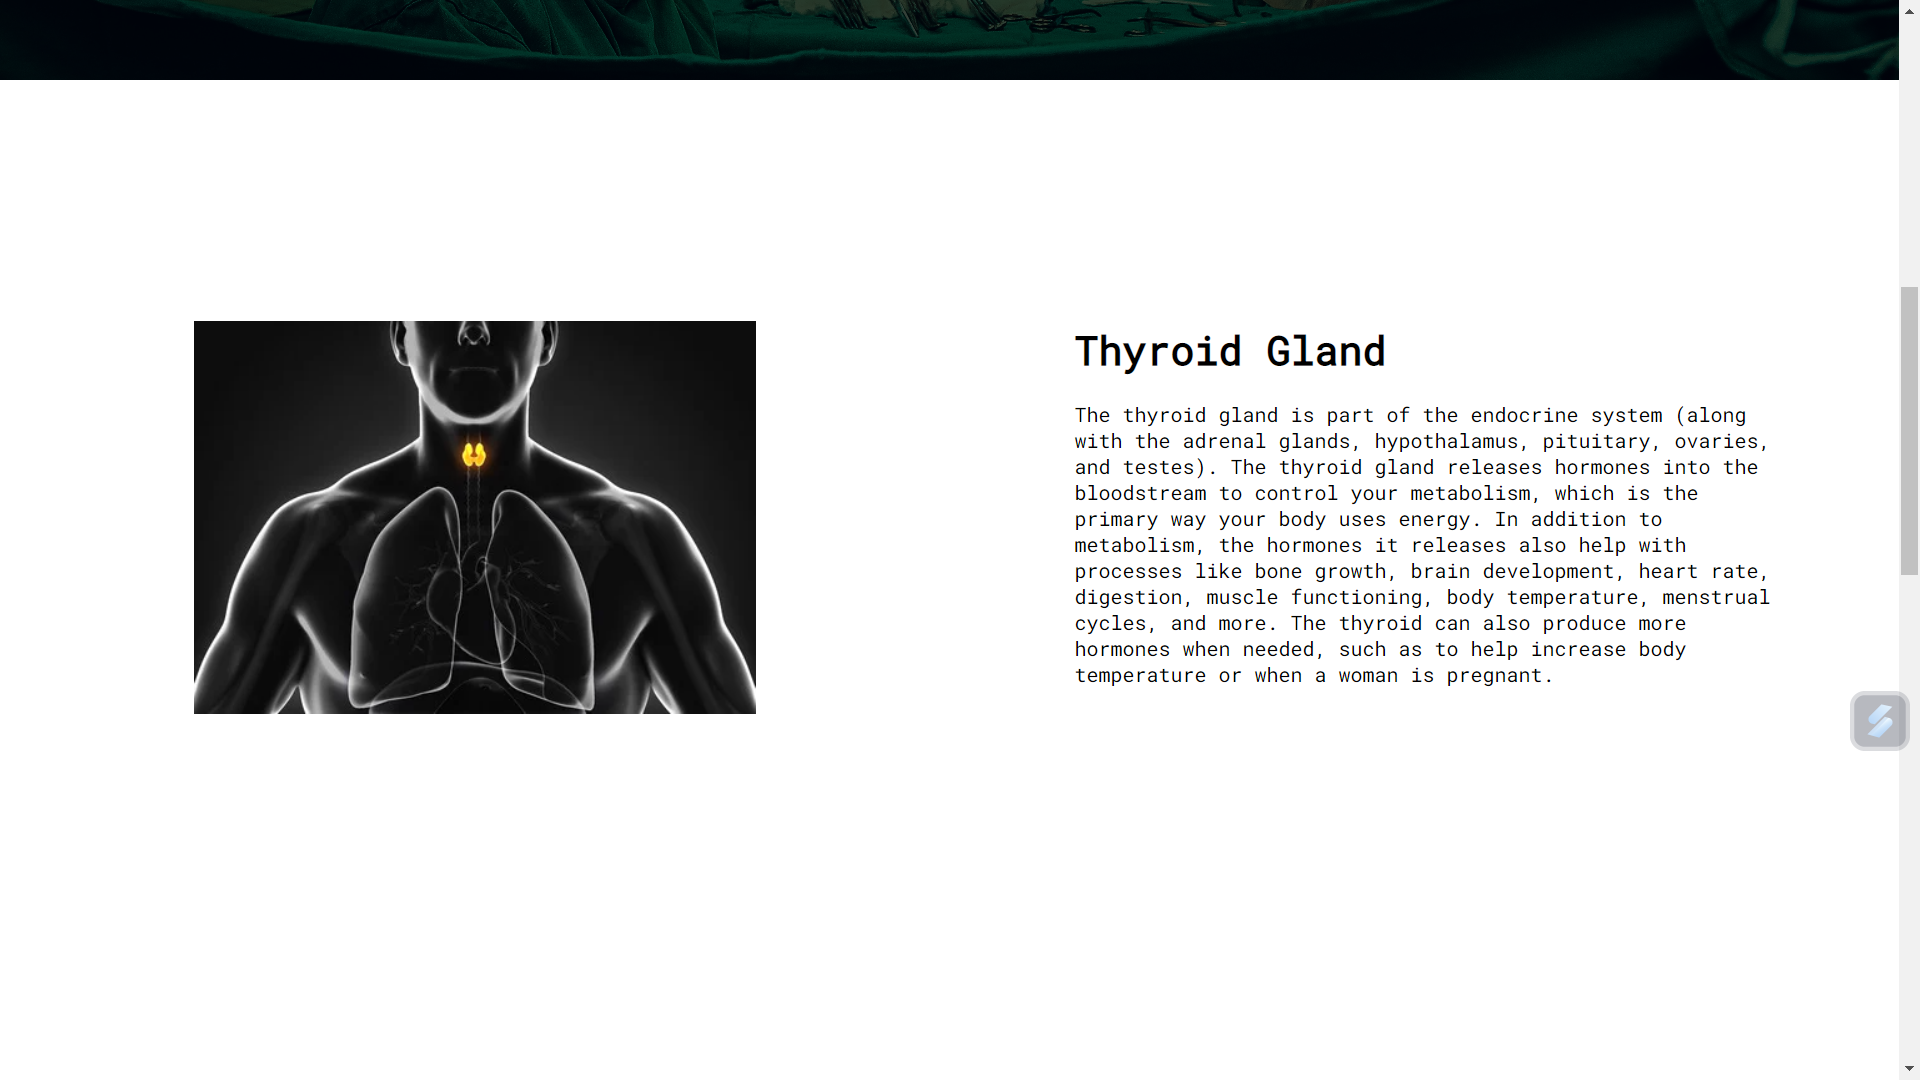 Thyroid Gland
The thyroid gland is part of the endocrine system (along
with the adrenal glands, hypothalamus, pituitary, ovaries,
and testes). The thyroid gland releases hormones into the
bloodstream to control your metabolism, which is the
primary way your body uses energy. In addition to
metabolism, the hormones it releases also help with
processes like bone growth, brain development, heart rate,
digestion, muscle functioning, body temperature, menstrual
cycles, and more. The thyroid can also produce more
hormones when needed, such as to help increase body
temperature or when a woman is pregnant.